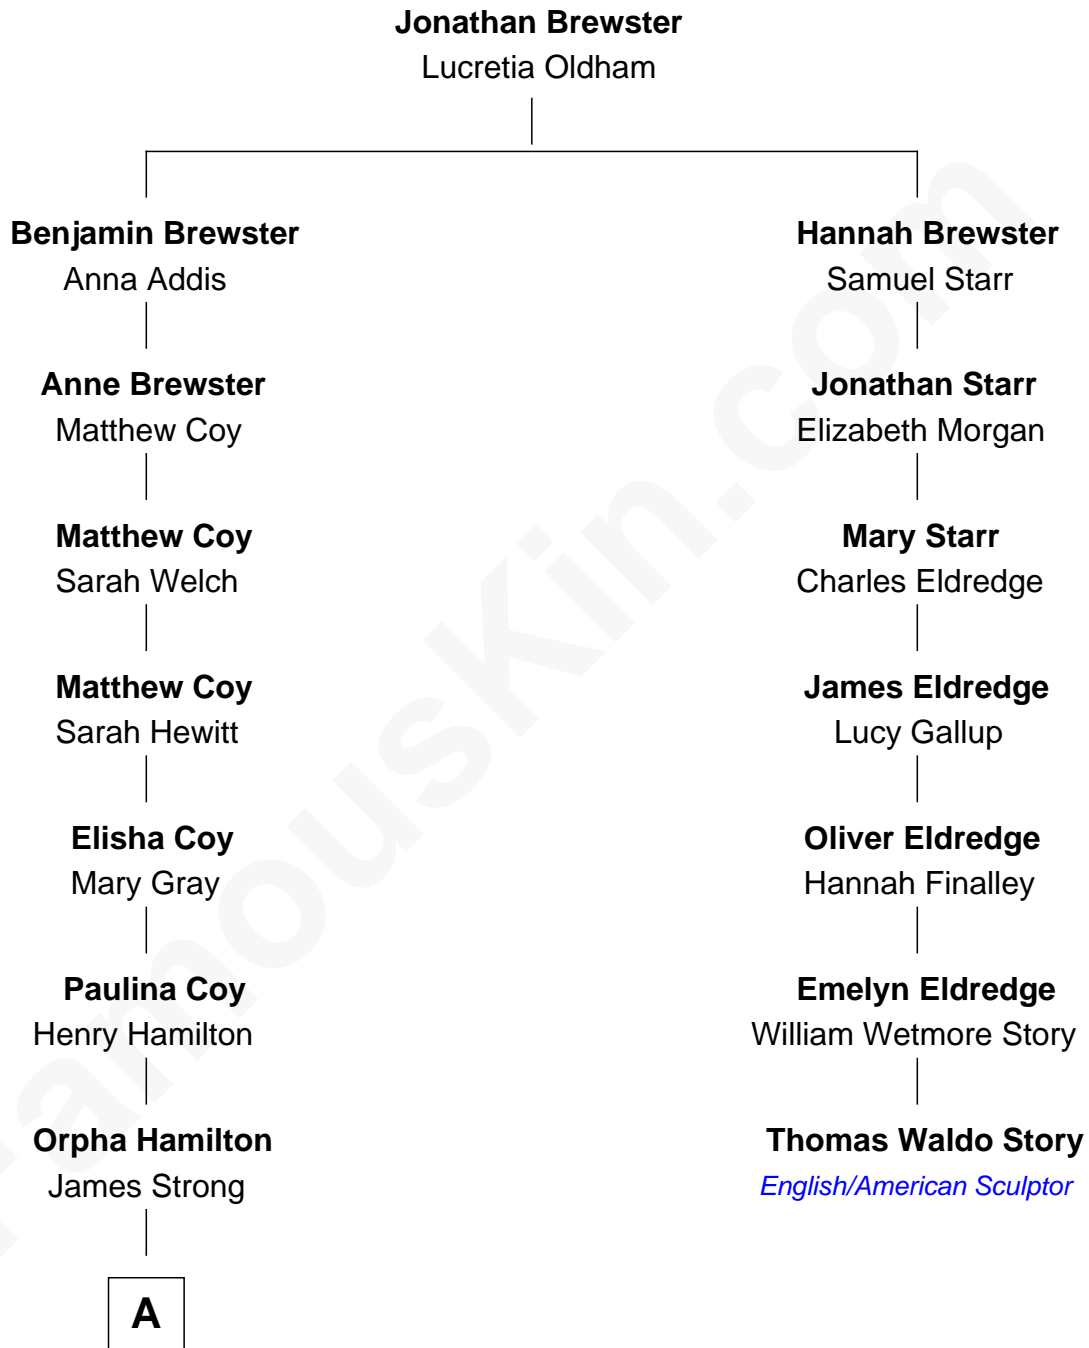 Jonathan Brewster
Lucretia Oldham
Benjamin Brewster
Anna Addis
Hannah Brewster
Samuel Starr
Anne Brewster
Matthew Coy
Jonathan Starr
Elizabeth Morgan
Matthew Coy
Sarah Welch
Mary Starr
Charles Eldredge
Matthew Coy
Sarah Hewitt
James Eldredge
Lucy Gallup
Elisha Coy
Mary Gray
Oliver Eldredge
Hannah Finalley
Paulina Coy
Henry Hamilton
Emelyn Eldredge
William Wetmore Story
Orpha Hamilton
James Strong
Thomas Waldo Story
English/American Sculptor
A
FamousKin.com